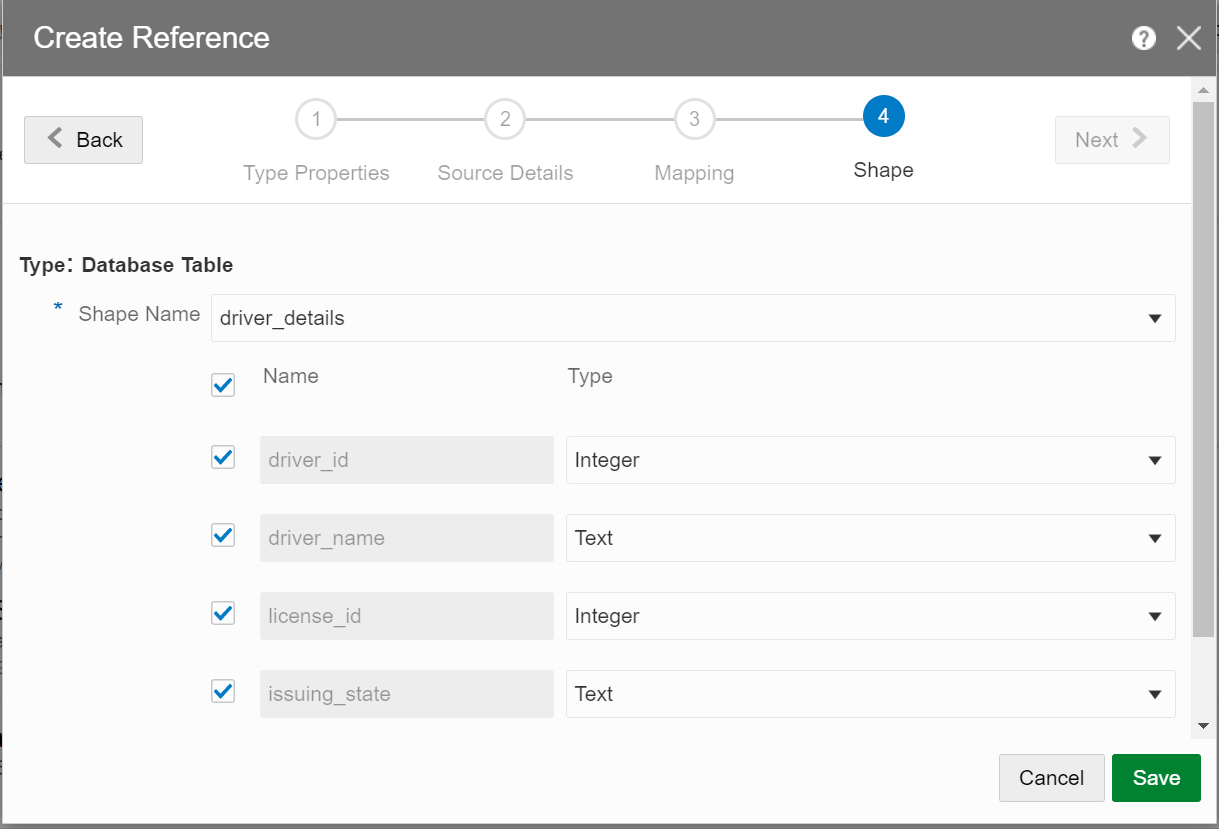 Create Reference
?
Back
1
2
3
4
Next
Type Properties
Source Details
Mapping
Shape
Type: Database Table
* Shape Name driver_details
Name Type
driver_id Integer
driver_name Text
license_id Integer
issuing_state Text
Cancel Save